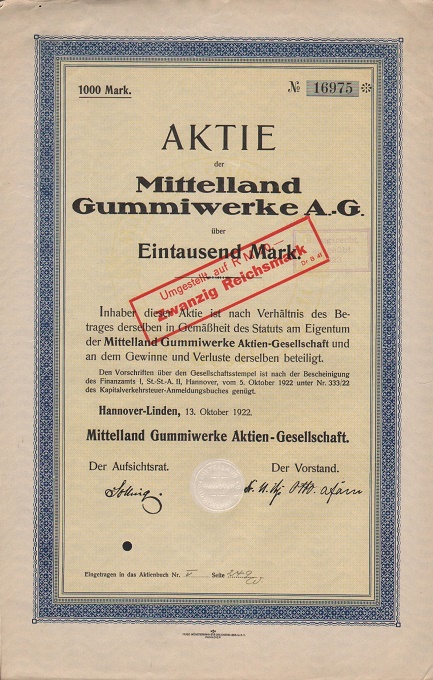 1000 Mark.
№ 16975
AKTIE
der
Mittelland
Gummiwerke A.-G.
über
Eintausend Mark.
Umgestellt auf R M 20.—
Zwanzig Reichsmark
Dr B 41
Inhaber dieser Aktie ist nach Verhältnis des Be-
trages derselben in Gemäßheit des Statuts am Eigentum
der Mittelland Gummiwerke Aktien-Gesellschaft und
an dem Gewinne und Verluste derselben beteiligt.
Den Vorschriften über den Gesellschaftsstempel ist nach der Bescheinigung
des Finanzamts I, St.-St.-A. II, Hannover, vom 5. Oktober 1922 unter Nr. 333/22
des Kapitalverkehrsteuer-Anmeldungsbuches genügt.
Hannover-Linden, 13. Oktober 1922.
Mittelland Gummiwerke Aktien-Gesellschaft.
Der Aufsichtsrat.
Der Vorstand.
Eingetragen in das Aktienbuch Nr. V Seite